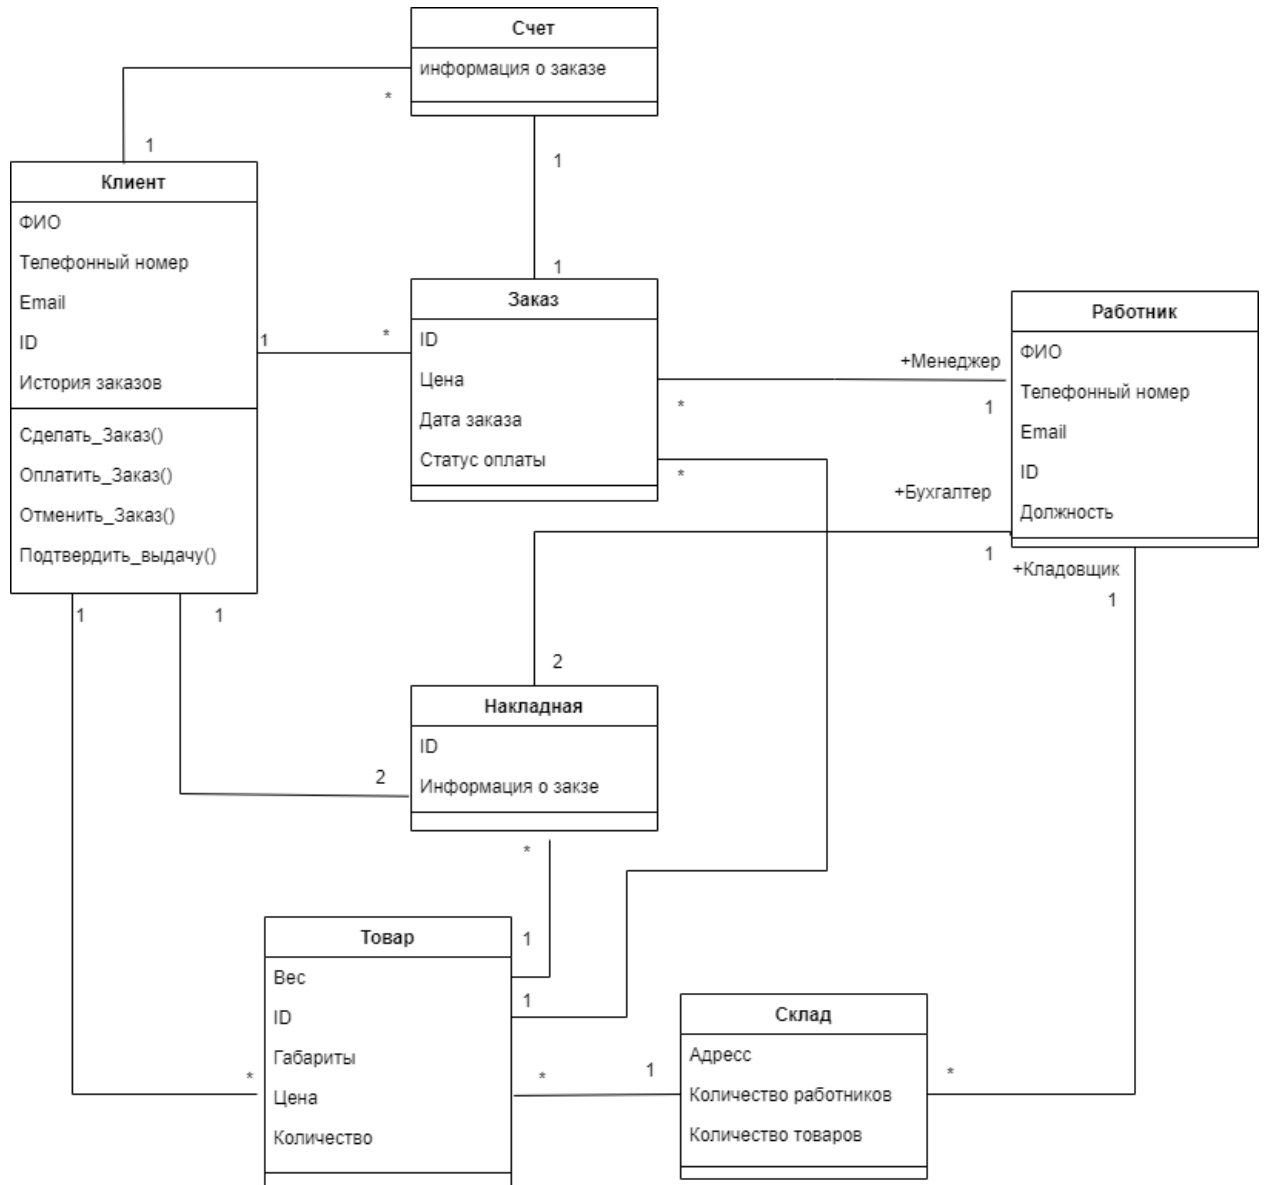 Счет
информация о заказе
*
1
1
Клиент
ФИО
Телефонный номер
Email
ID
История заказов
Сделать_Заказ()
Оплатить_Заказ()
Отменить_Заказ()
Подтвердить_выдачу()
1
*
1
Заказ
ID
Цена
Дата заказа
Статус оплаты
*
*
+Менеджер
1
+Бухгалтер
1
Работник
ФИО
Телефонный номер
Email
ID
Должность
+Кладовщик
1
1
1
2
2
Накладная
ID
Информация о закзе
*
1
1
Товар
Вес
ID
Габариты
Цена
Количество
*
*
1
Склад
Адресс
Количество работников
Количество товаров
*